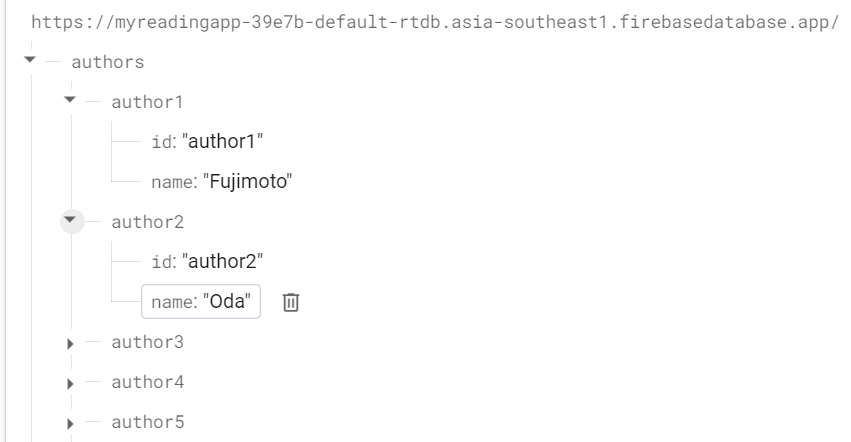 https://myreadingapp-39e7b-default-rtdb.asia-southeast1.firebasedatabase.app/
authors
author1
id: "author1"
name: "Fujimoto"
author2
id: "author2"
name: "Oda"
author3
author4
author5